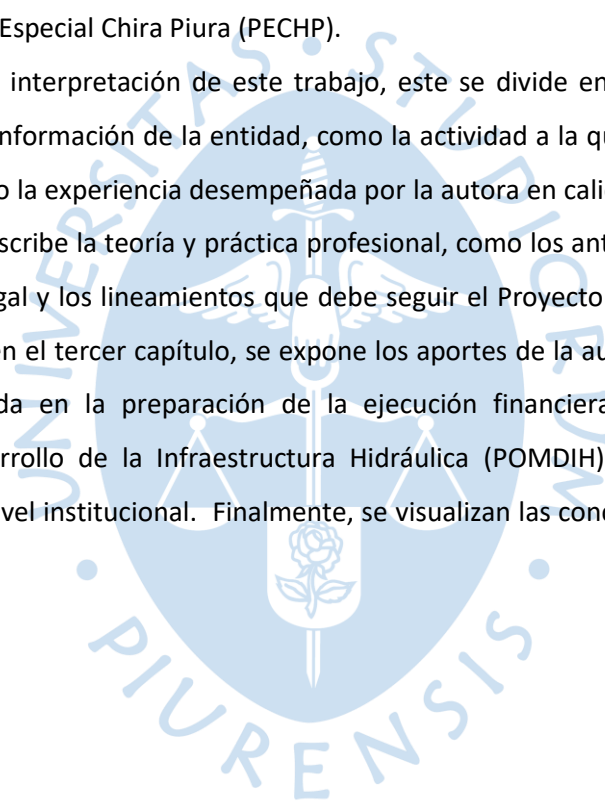 Especial Chira Piura (PECHP).
interpretación de este trabajo, este se divide en
nformación de la entidad, como la actividad a la qu
o la experiencia desempeñada por la autora en cali
scribe la teoría y práctica profesional, como los ant
gal y los lineamientos que debe seguir el Proyecto
en el tercer capítulo, se expone los aportes de la au
da en la preparación de la ejecución financiera
rrollo de la Infraestructura Hidráulica (POMDIH)
vel institucional. Finalmente, se visualizan las conc
UNIVERSITAS STUDIORUM
PIURENSIS